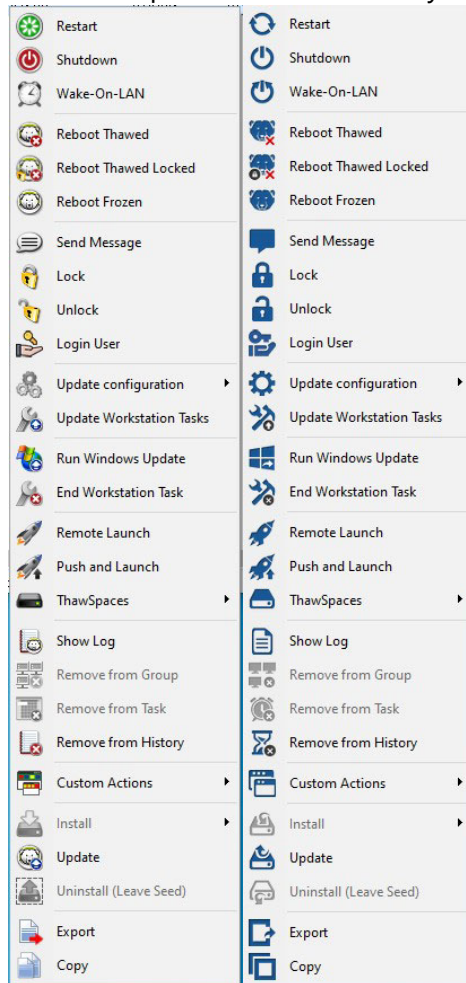 Restart
Shutdown
Wake-On-LAN
Reboot Thawed
Reboot Thawed Locked
Reboot Frozen
Send Message
Lock
Unlock
Login User
Update configuration
Update Workstation Tasks
Run Windows Update
End Workstation Task
Remote Launch
Push and Launch
ThawSpaces
Show Log
Remove from Group
Remove from Task
Remove from History
Custom Actions
Install
Update
Uninstall (Leave Seed)
Export
Copy
Restart
Shutdown
Wake-On-LAN
Reboot Thawed
Reboot Thawed Locked
Reboot Frozen
Send Message
Lock
Unlock
Login User
Update configuration
Update Workstation Tasks
Run Windows Update
End Workstation Task
Remote Launch
Push and Launch
ThawSpaces
Show Log
Remove from Group
Remove from Task
Remove from History
Custom Actions
Install
Update
Uninstall (Leave Seed)
Export
Copy